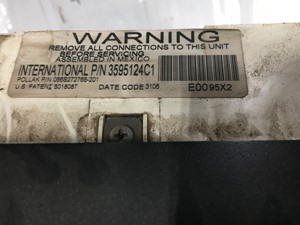 WARNING
REMOVE ALL CONNECTIONS TO THIS UNIT
BEFORE SERVICING
ASSEMBLED IN MEXICO
INTERNATIONAL P/N 3595124C1
POLLAK P/N
U.S. PATENT 5018087
DATE CODE 3106
E0095X2